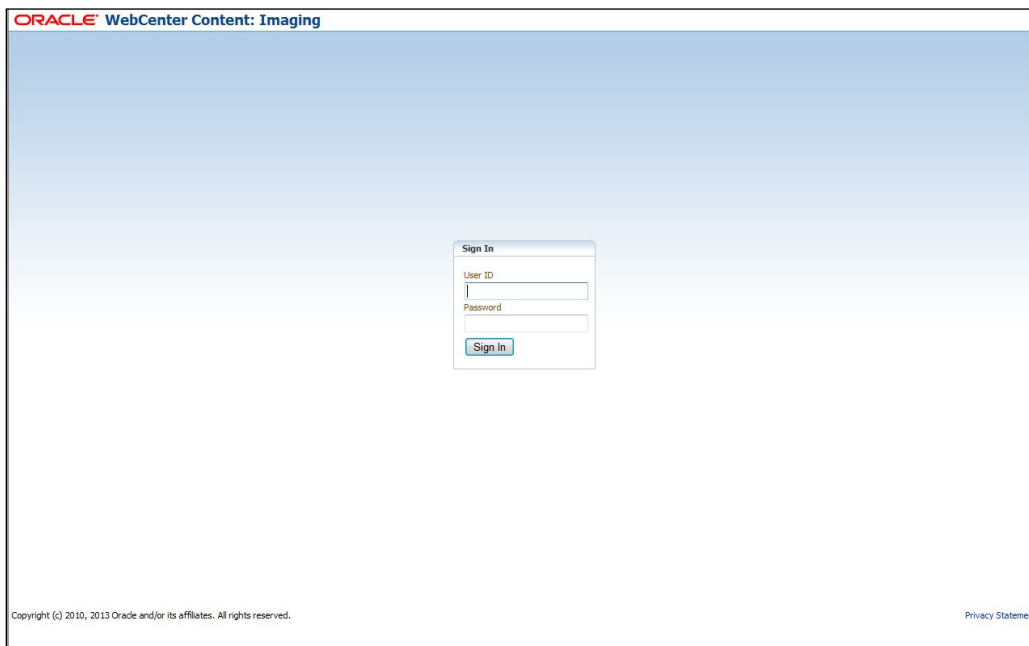 ORACLE® WebCenter Content: Imaging
Sign In
User ID
Password
Sign In
Copyright (c) 2010, 2013 Oracle and/or its affiliates. All rights reserved.
Privacy Stateme